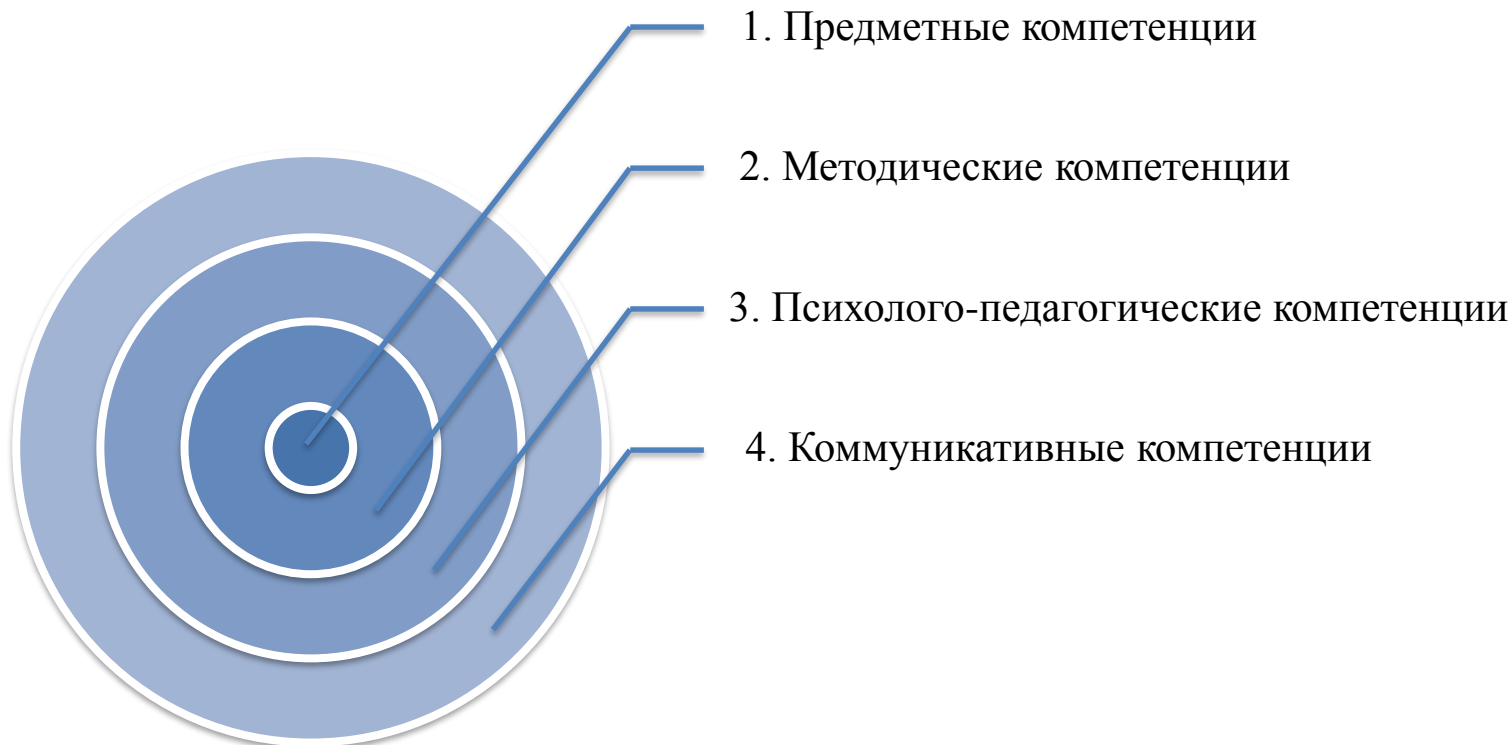 1. Предметные компетенции
2. Методические компетенции
3. Психолого-педагогические компетенции
4. Коммуникативные компетенции